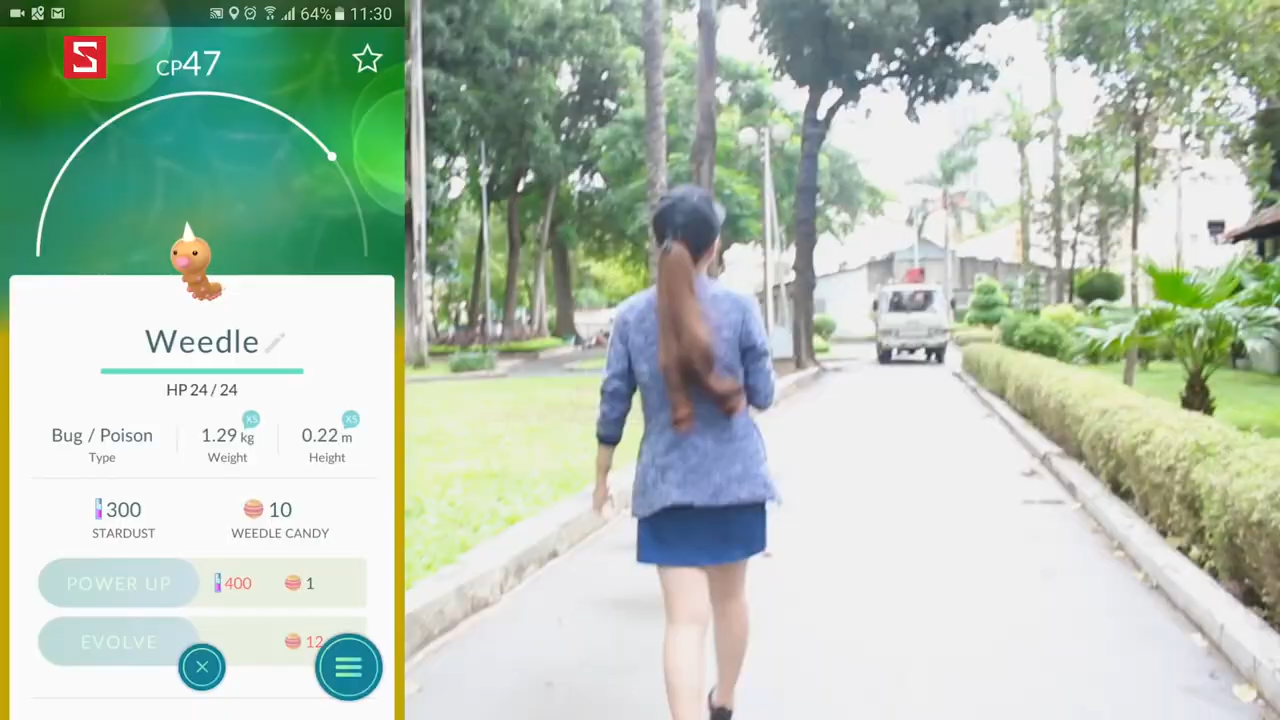 64% 11:30
S
CP47
Weedle
HP 24 / 24
XS XS
Bug / Poison 1.29 kg 0.22 m
Type Weight Height
300 10
STARDUST WEEDLE CANDY
POWER UP 400 1
EVOLVE 12